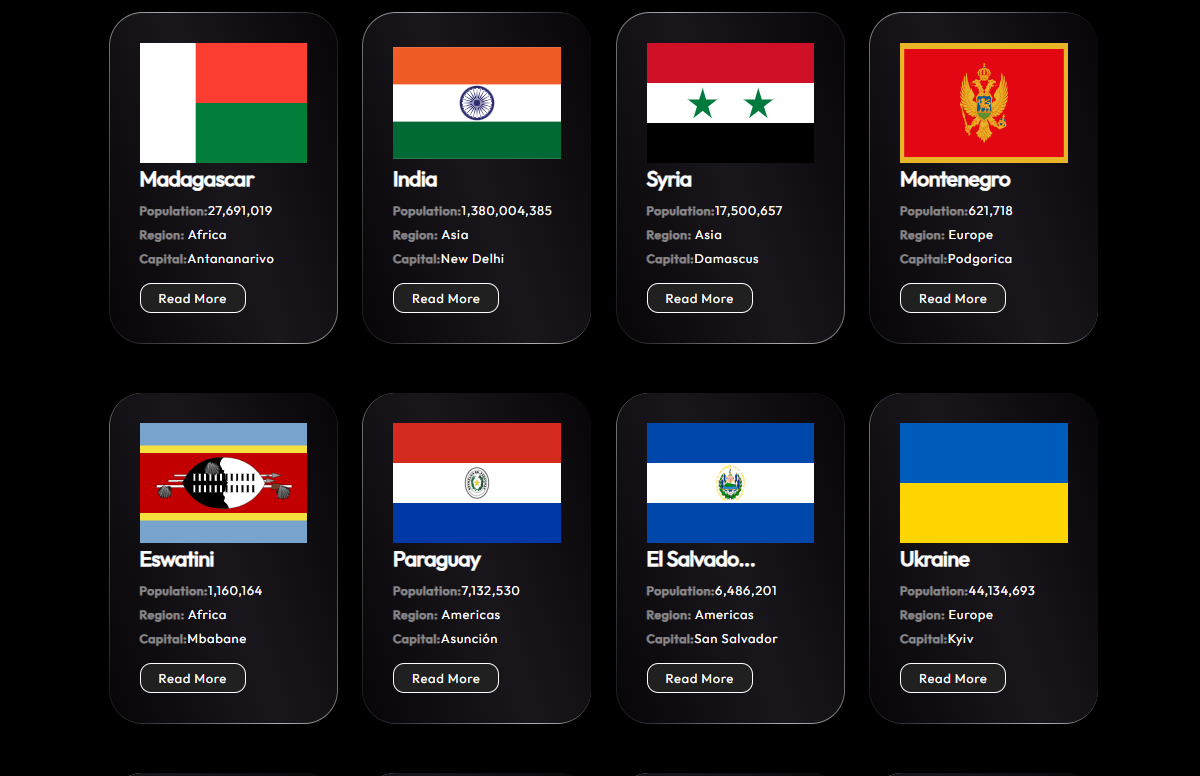 Madagascar
Population:27,691,019
Region: Africa
Capital:Antananarivo
Read More
India
Population:1,380,004,385
Region: Asia
Capital:New Delhi
Read More
Syria
Population:17,500,657
Region: Asia
Capital:Damascus
Read More
Montenegro
Population:621,718
Region: Europe
Capital:Podgorica
Read More
Eswatini
Population:1,160,164
Region: Africa
Capital:Mbabane
Read More
Paraguay
Population:7,132,530
Region: Americas
Capital:Asunción
Read More
El Salvado...
Population:6,486,201
Region: Americas
Capital:San Salvador
Read More
Ukraine
Population:44,134,693
Region: Europe
Capital:Kyiv
Read More